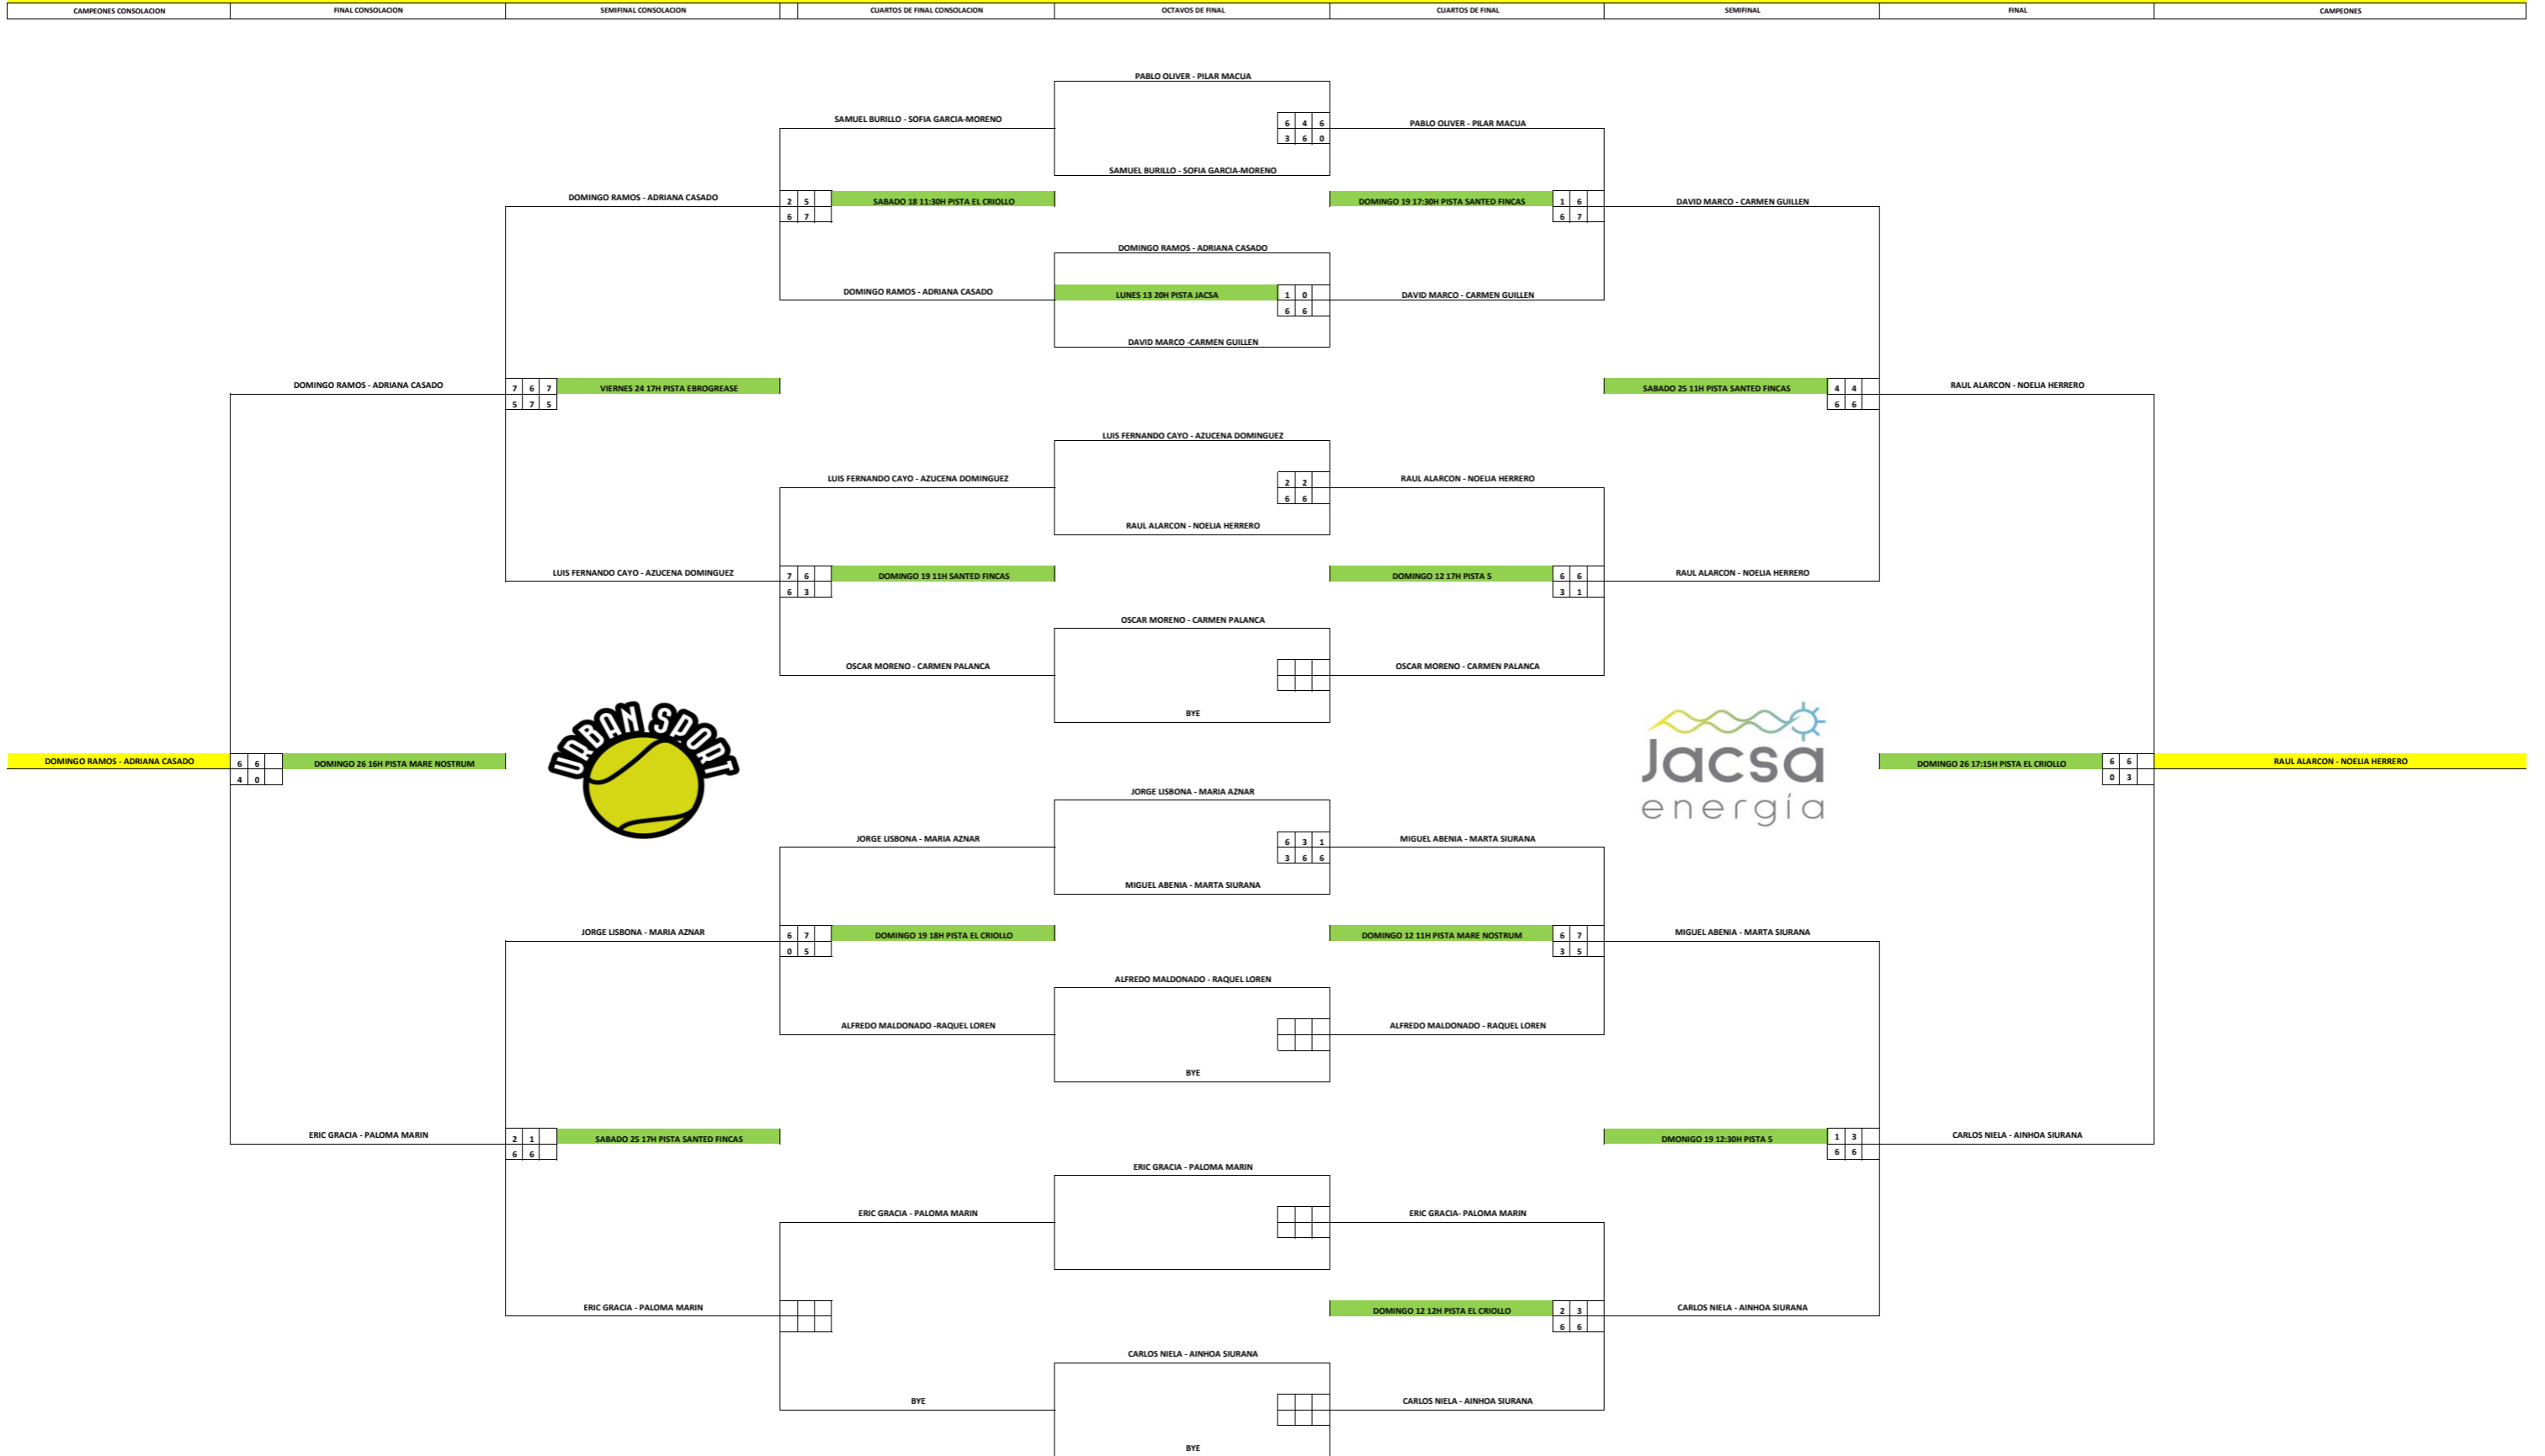 CAMPEONES CONSOLACION	FINAL CONSOLACION	SEMIFINAL CONSOLACION	CUARTOS DE FINAL CONSOLACION	OCTAVOS DE FINAL	CUARTOS DE FINAL	SEMIFINAL	FINAL	CAMPEONES
PABLO OLIVER - PILAR MACUA
SAMUEL BURILLO - SOFIA GARCIA-MORENO	6 4 6	PABLO OLIVER - PILAR MACUA
3 6 0
SAMUEL BURILLO - SOFIA GARCIA-MORENO
DOMINGO RAMOS - ADRIANA CASADO	2 5	SABADO 18 11:30H PISTA EL CRIOLLO	DOMINGO 19 17:30H PISTA SANTED FINCAS	1 6	DAVID MARCO - CARMEN GUILLEN
6 7	6 7
DOMINGO RAMOS - ADRIANA CASADO
DOMINGO RAMOS - ADRIANA CASADO	LUNES 13 20H PISTA JACSA	1 0	DAVID MARCO - CARMEN GUILLEN
6 6
DAVID MARCO -CARMEN GUILLEN
DOMINGO RAMOS - ADRIANA CASADO	7 6 7	VIERNES 24 17H PISTA EBROGREASE	SABADO 25 11H PISTA SANTED FINCAS	4 4	RAUL ALARCON - NOELIA HERRERO
5 7 5	6 6
LUIS FERNANDO CAYO - AZUCENA DOMINGUEZ
LUIS FERNANDO CAYO - AZUCENA DOMINGUEZ	2 2	RAUL ALARCON - NOELIA HERRERO
6 6
RAUL ALARCON - NOELIA HERRERO
LUIS FERNANDO CAYO - AZUCENA DOMINGUEZ	7 6	DOMINGO 19 11H SANTED FINCAS	DOMINGO 12 17H PISTA 5	6 6	RAUL ALARCON - NOELIA HERRERO
6 3	3 1
OSCAR MORENO - CARMEN PALANCA
OSCAR MORENO - CARMEN PALANCA	OSCAR MORENO - CARMEN PALANCA
BYE
URBAN SPORT
Jacsa
energía
DOMINGO RAMOS - ADRIANA CASADO	6 6	DOMINGO 26 16H PISTA MARE NOSTRUM	DOMINGO 26 17:15H PISTA EL CRIOLLO	6 6	RAUL ALARCON - NOELIA HERRERO
4 0	0 3
JORGE LISBONA - MARIA AZNAR
JORGE LISBONA - MARIA AZNAR	6 3 1	MIGUEL ABENIA - MARTA SIURANA
3 6 6
MIGUEL ABENIA - MARTA SIURANA
JORGE LISBONA - MARIA AZNAR	6 7	DOMINGO 19 18H PISTA EL CRIOLLO	DOMINGO 12 11H PISTA MARE NOSTRUM	6 7	MIGUEL ABENIA - MARTA SIURANA
0 5	3 5
ALFREDO MALDONADO - RAQUEL LOREN
ALFREDO MALDONADO -RAQUEL LOREN	ALFREDO MALDONADO - RAQUEL LOREN
BYE
ERIC GRACIA - PALOMA MARIN	2 1	SABADO 25 17H PISTA SANTED FINCAS	DMONIGO 19 12:30H PISTA 5	1 3	CARLOS NIELA - AINHOA SIURANA
6 6	6 6
ERIC GRACIA - PALOMA MARIN
ERIC GRACIA - PALOMA MARIN	ERIC GRACIA- PALOMA MARIN
ERIC GRACIA - PALOMA MARIN	DOMINGO 12 12H PISTA EL CRIOLLO	2 3	CARLOS NIELA - AINHOA SIURANA
6 6
CARLOS NIELA - AINHOA SIURANA
BYE	CARLOS NIELA - AINHOA SIURANA
BYE